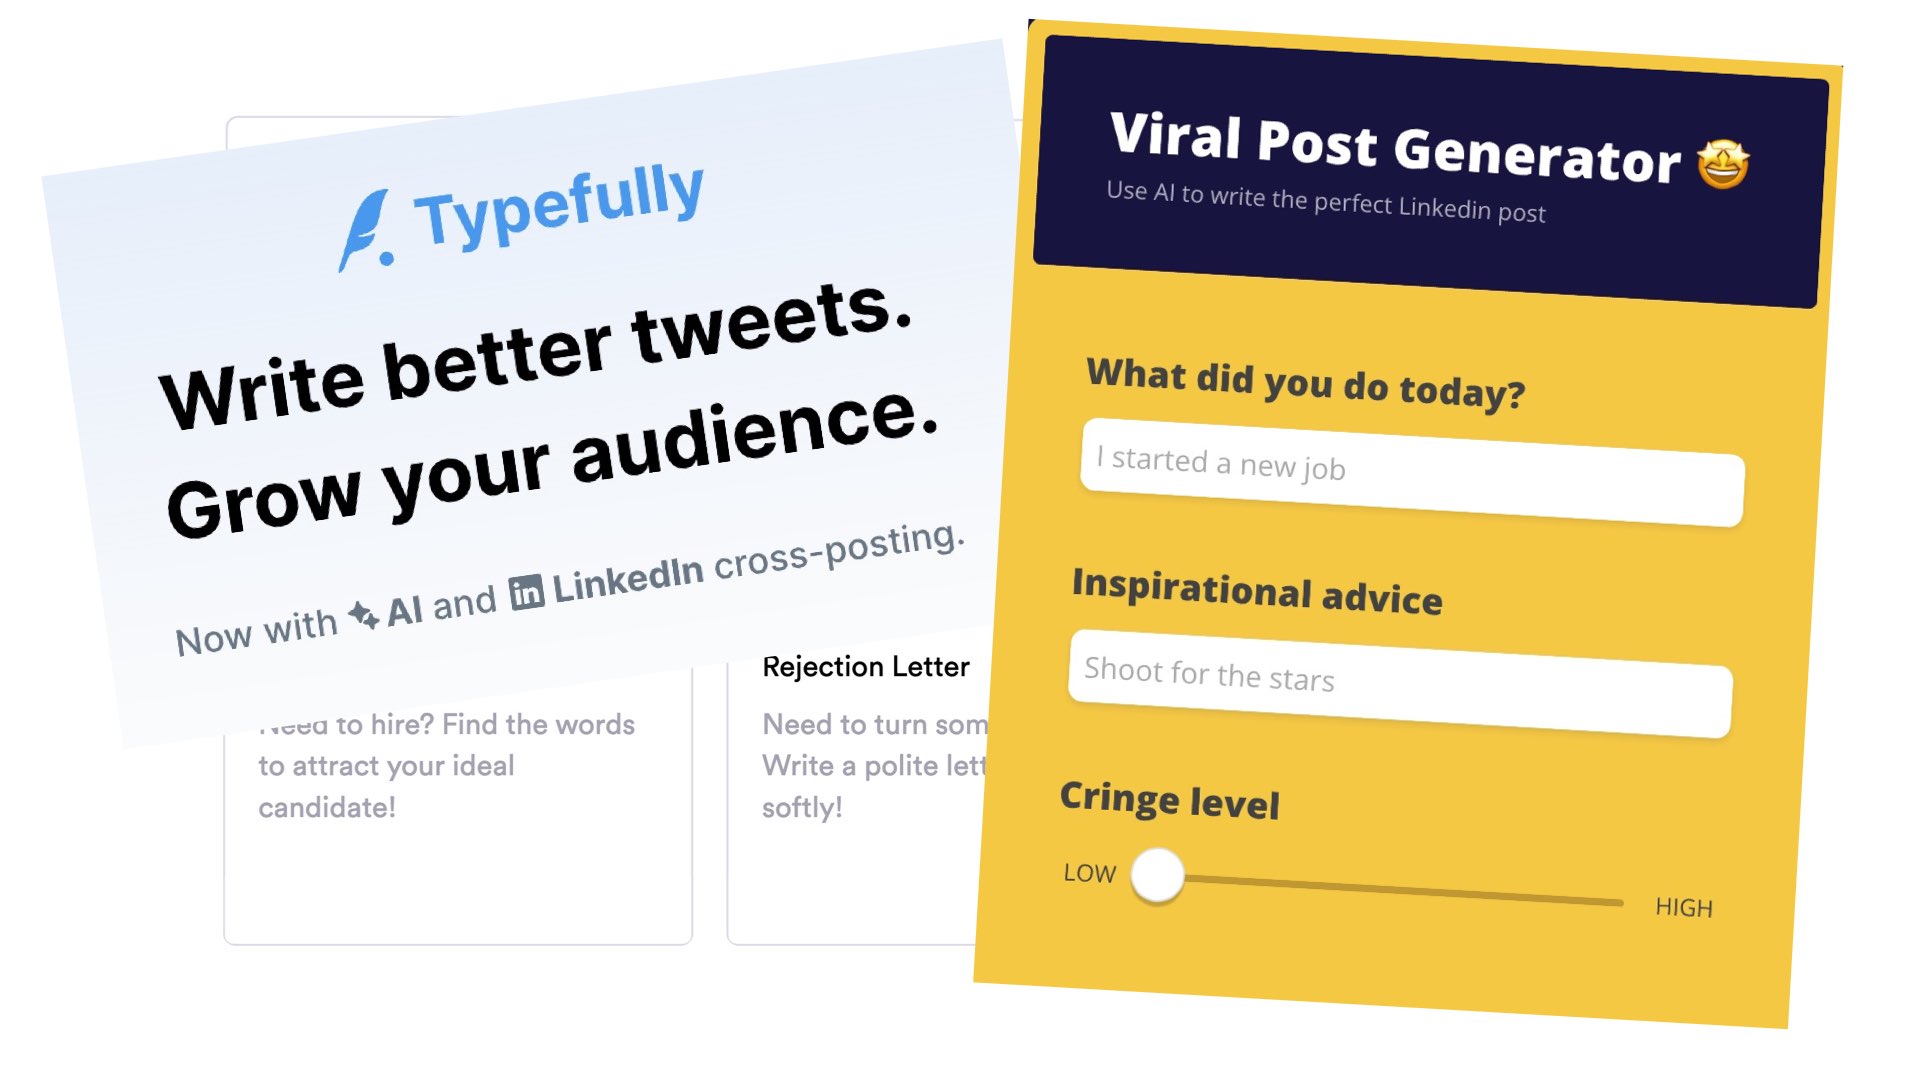 Typefully
Write better tweets.
Grow your audience.
Now with AI and LinkedIn cross-posting.
Need to hire? Find the words
to attract your ideal
candidate!
Rejection Letter
Need to turn som
Write a polite lett
softly!
Viral Post Generator 🤩
Use AI to write the perfect Linkedin post
What did you do today?
I started a new job
Inspirational advice
Shoot for the stars
Cringe level
LOW
HIGH